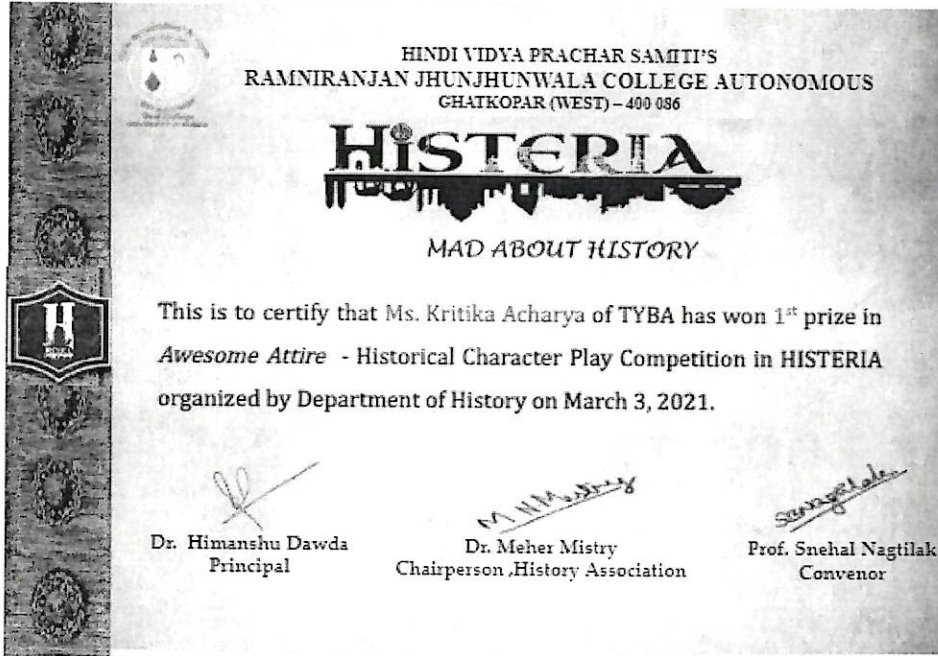 HINDI VIDYA PRACHAR SAMITI'S
RAMNIRANJAN JHUNJHUNWALA COLLEGE AUTONOMOUS
GHATKOPAR (WEST) – 400 086
HISTERIA
MAD ABOUT HISTORY
This is to certify that Ms. Kritika Acharya of TYBA has won 1st prize in
Awesome Attire - Historical Character Play Competition in HISTERIA
organized by Department of History on March 3, 2021.
M N Mistry
Dr. Himanshu Dawda
Principal
Dr. Meher Mistry
Chairperson ,History Association
Prof. Snehal Nagtilak
Convenor